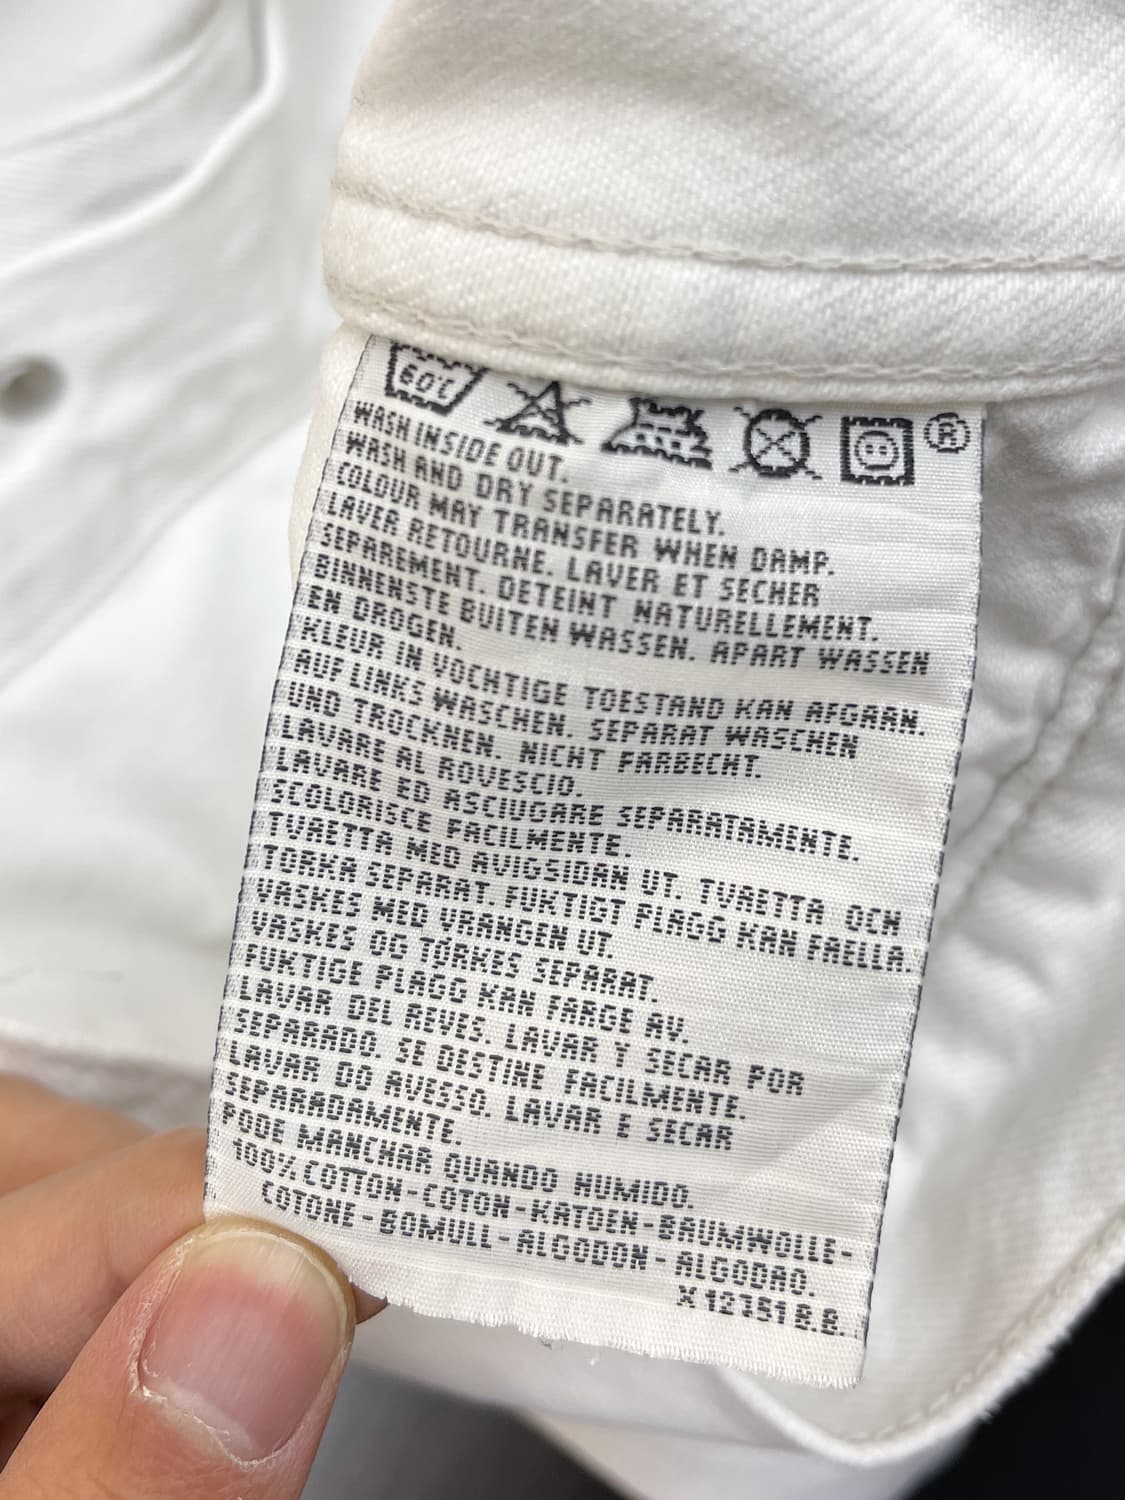 60°C
®
WASH INSIDE OUT.
WASH AND DRY SEPARATELY.
COLOUR MAY TRANSFER WHEN DAMP.
LAVER RETOURNE. LAVER ET SECHER
SEPAREMENT. DETEINT NATURELLEMENT.
BINNENSTE BUITEN WASSEN. APART WASSEN
EN DROGEN.
KLEUR IN VOCHTIGE TOESTAND KAN AFGAAN.
AUF LINKS WASCHEN. SEPARAT WASCHEN
UND TROCKNEN. NICHT FARBECHT.
LAVARE AL ROVESCIO.
LAVARE ED ASCIUGARE SEPARATAMENTE.
SCOLORISCE FACILMENTE.
TVAETTA MED AVIGSIDAN UT. TVAETTA OCH
TORKA SEPARAT. FUKTIGT PLAGG KAN FAELLA.
VASKES MED VRANGEN UT.
VASKES OG TØRKES SEPARAT.
FUKTIGE PLAGG KAN FARGE AV.
LAVAR DEL REVES. LAVAR Y SECAR POR
SEPARADO. SE DESTINE FACILMENTE.
LAVAR DO AVESSO. LAVAR E SECAR
SEPARADAMENTE.
PODE MANCHAR QUANDO HUMIDO.
100% COTTON-COTON-KATOEN-BAUMWOLLE-
COTONE-BOMULL-ALGODON-ALGODAO.
X12351 B.B.